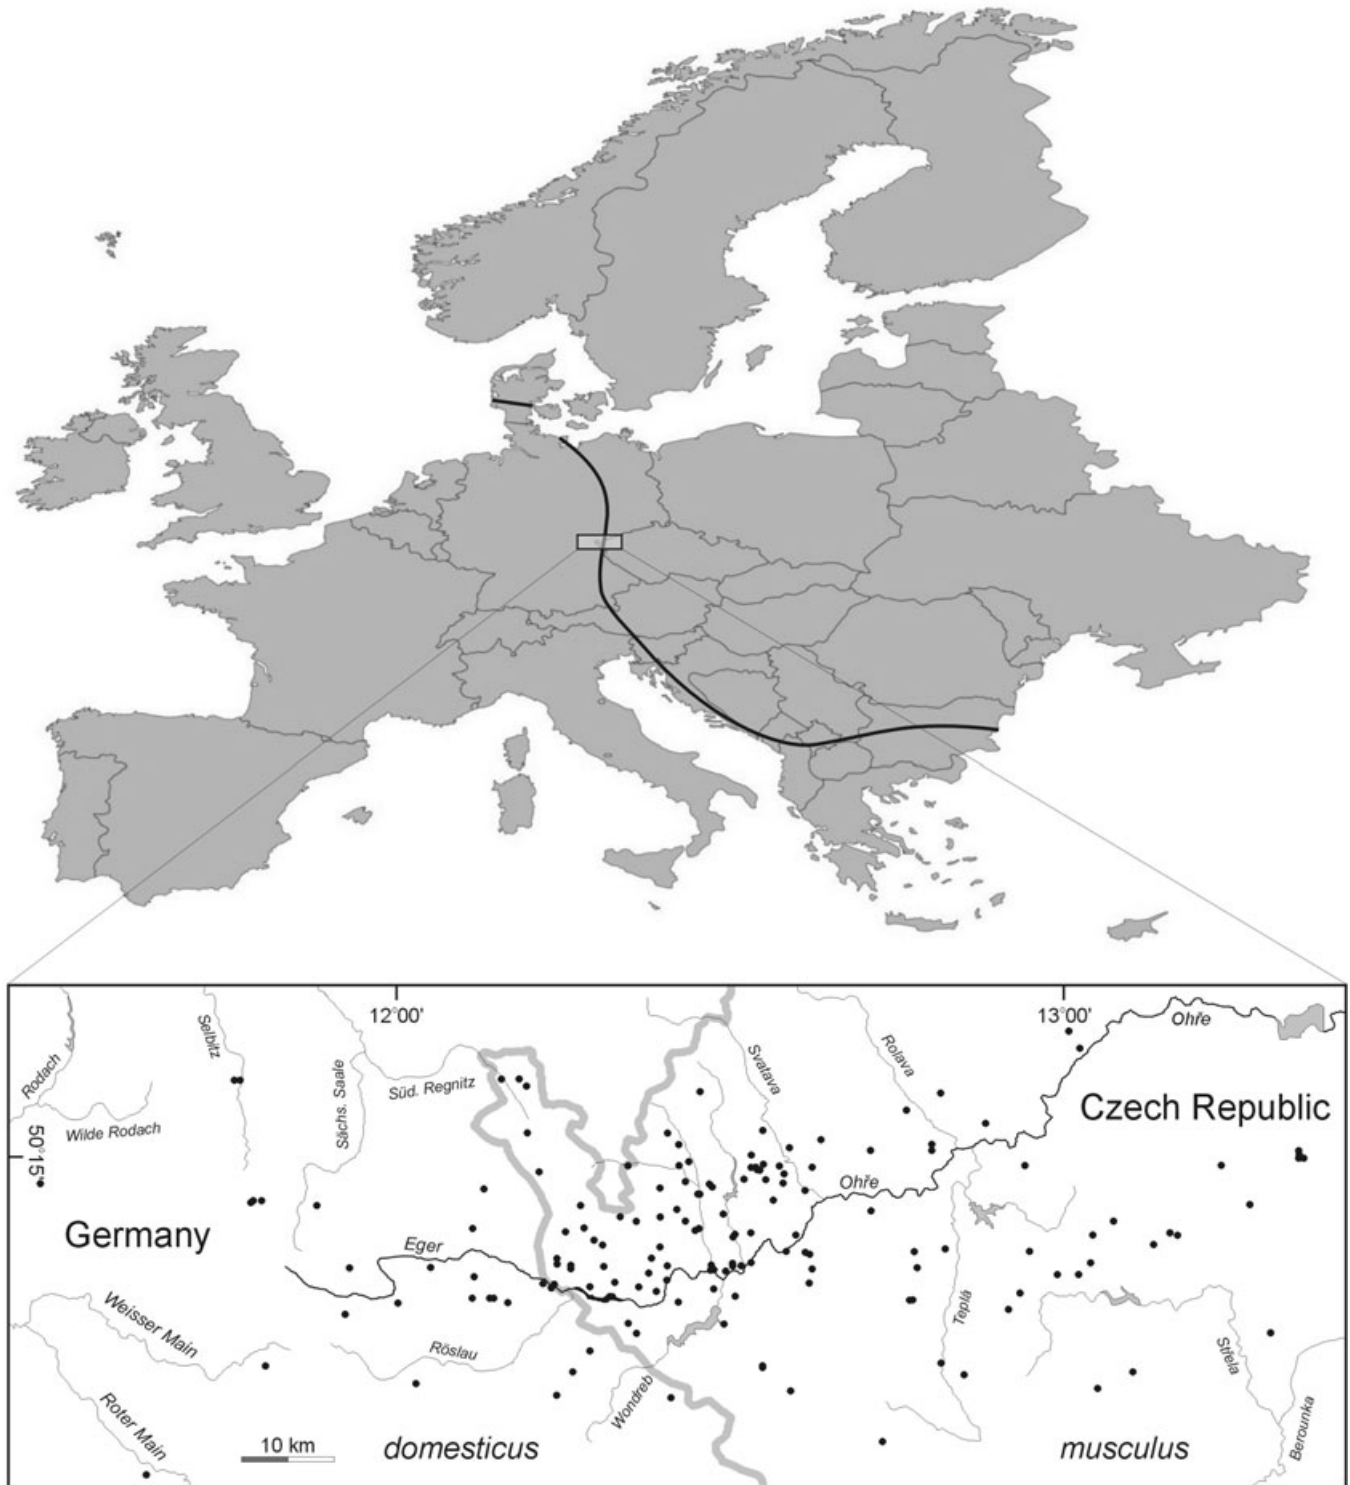 12°00'
13°00'
Ohře
Selbitz
Rodach
Sächs. Saale
Süd. Regnitz
Svatava
Rolava
Czech Republic
Wilde Rodach
50°15'
Ohře
Germany
Eger
Weisser Main
Röslau
Teplá
Střela
Wondreb
Roter Main
Berounka
10 km
domesticus
musculus